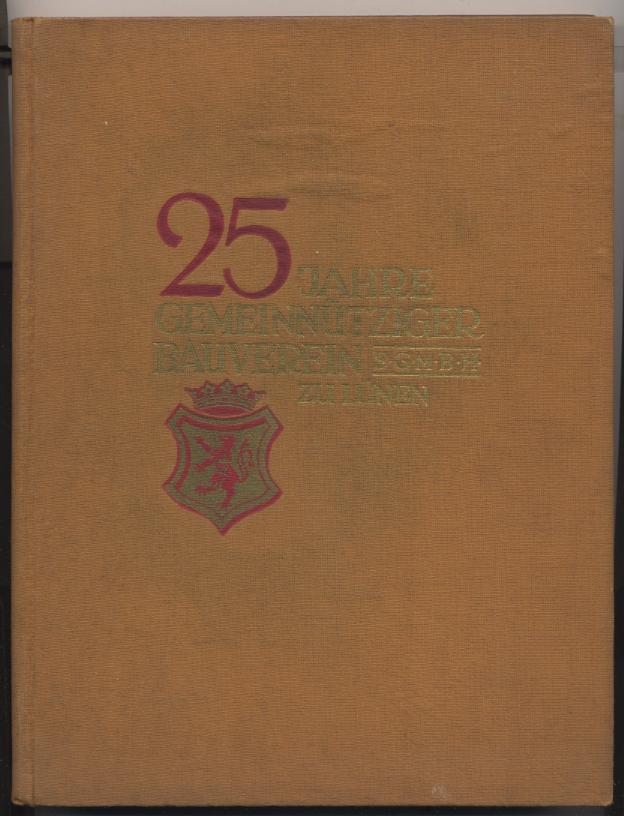 25 JAHRE
GEMEINNÜTZIGER
BAUVEREIN E·G·M·B·H
ZU LÜNEN